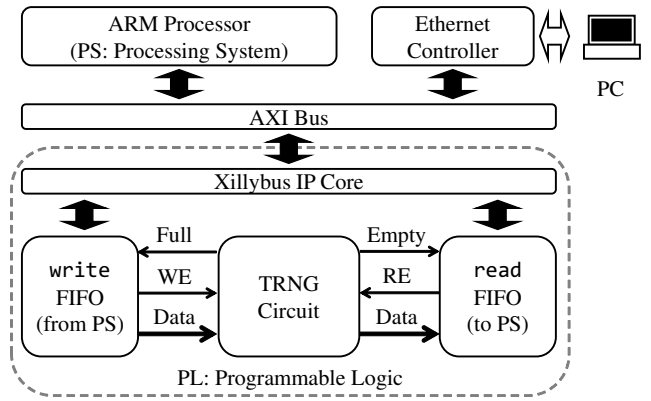 ARM Processor
(PS: Processing System)
Ethernet
Controller
PC
AXI Bus
Xillybus IP Core
write
FIFO
(from PS)
Full
WE
Data
TRNG
Circuit
Empty
RE
Data
read
FIFO
(to PS)
PL: Programmable Logic